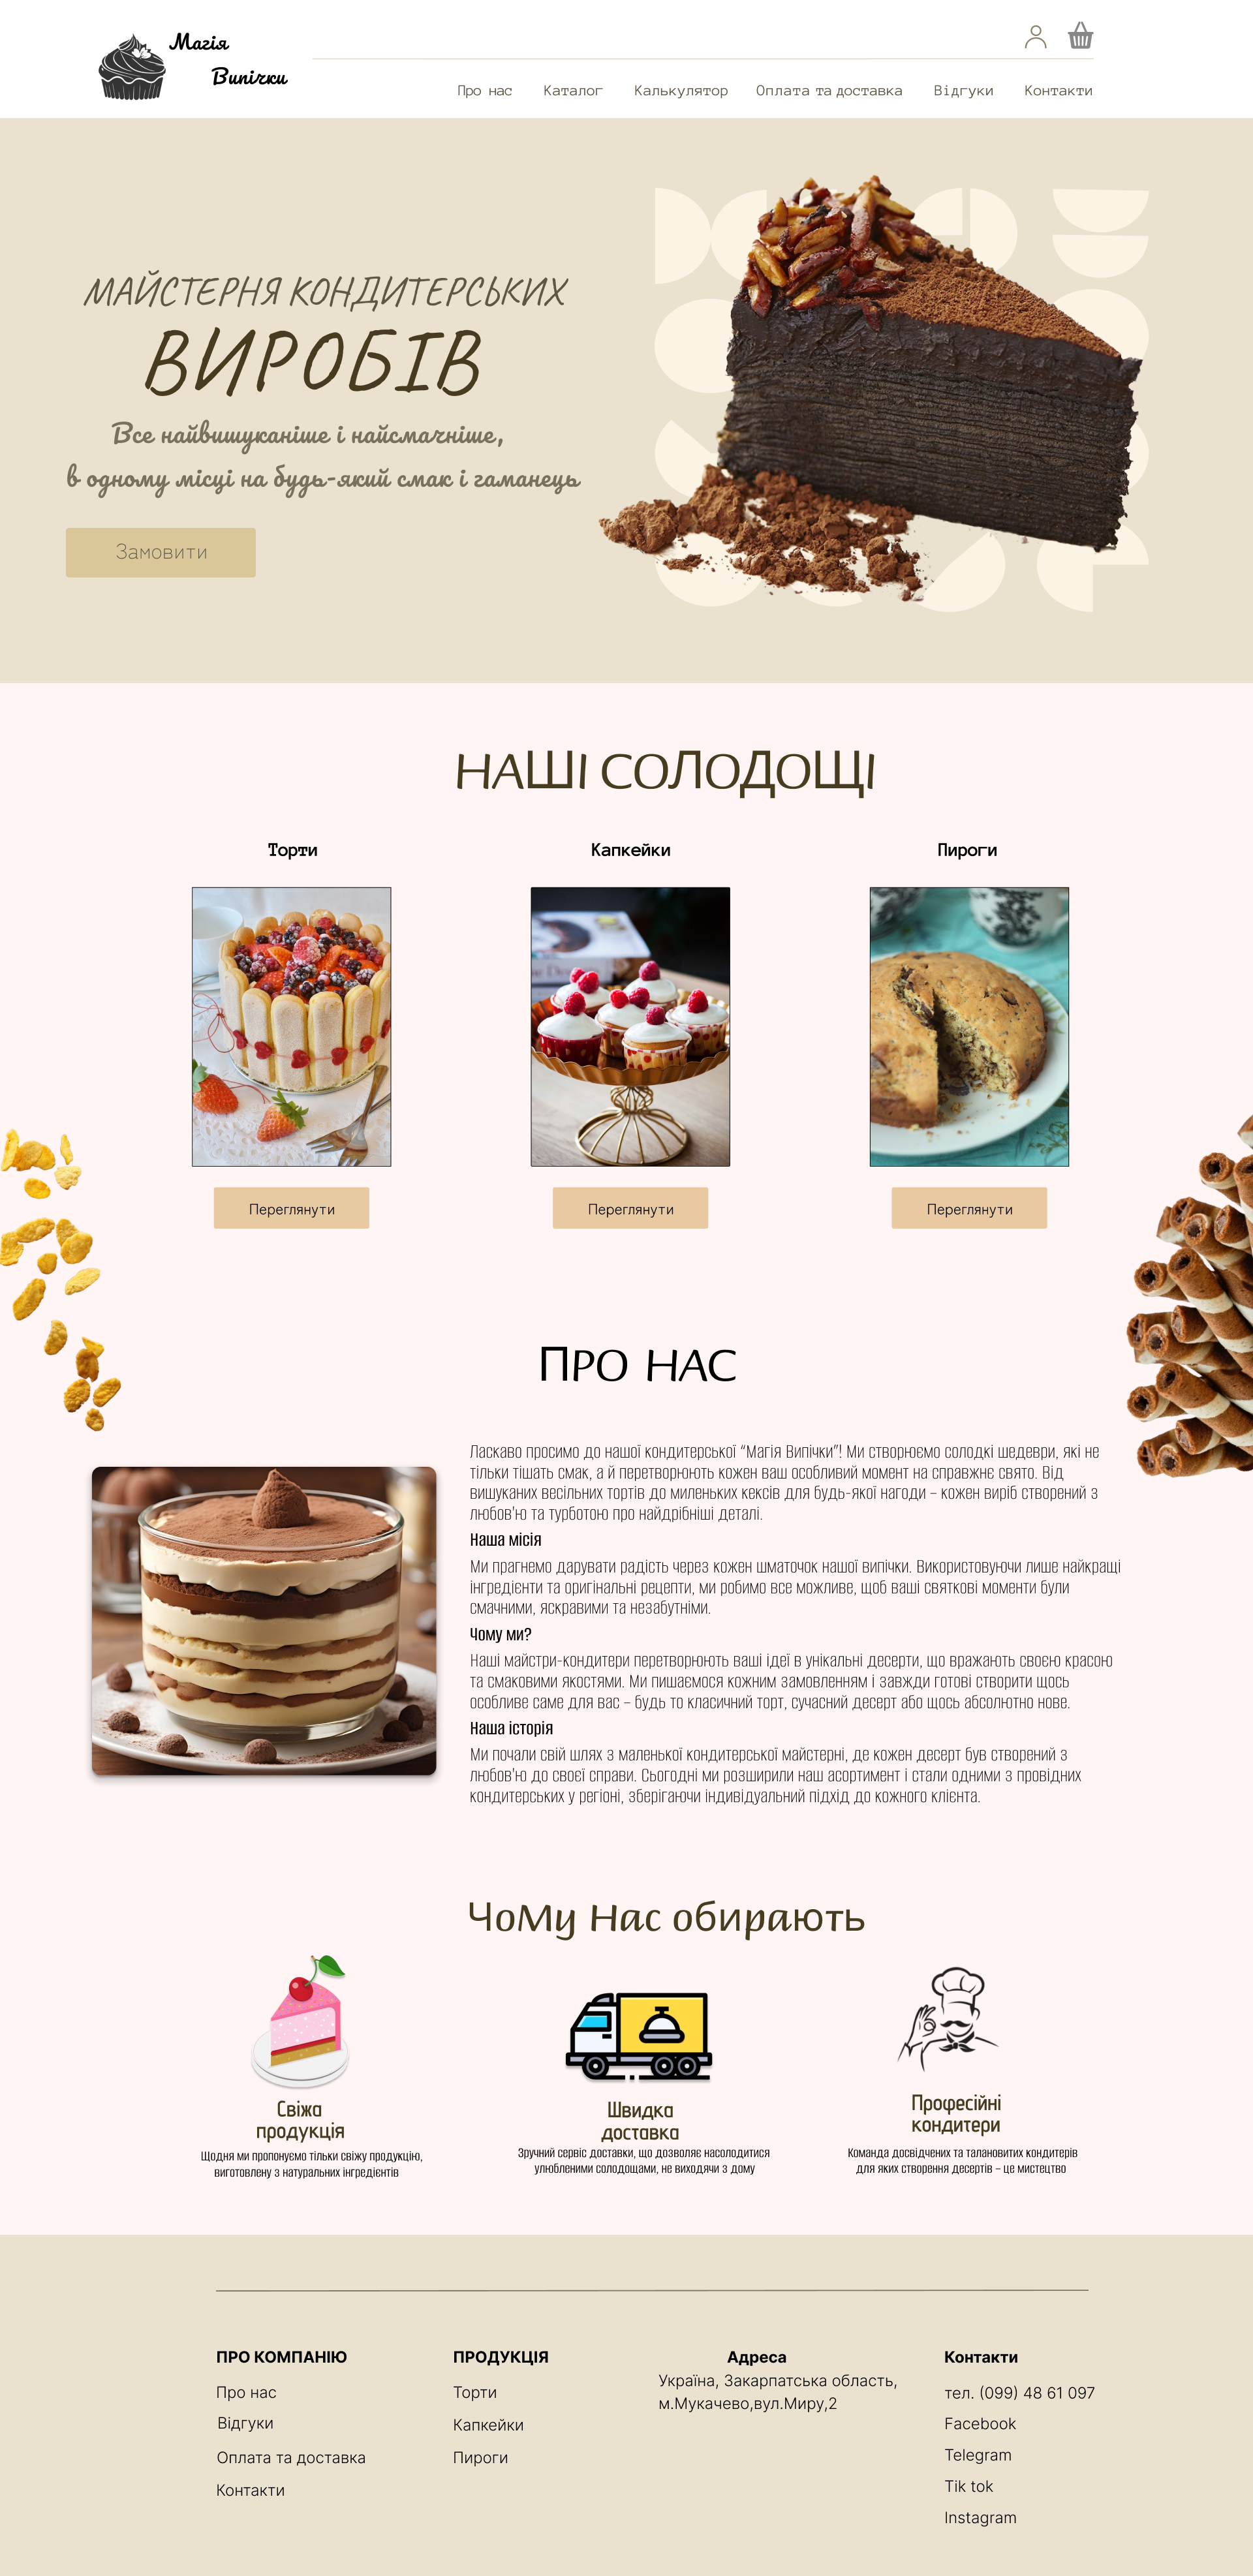 Магія
Випічки
Про нас
Каталог
Калькулятор
Оплата та доставка
Відгуки
Контакти
МАЙСТЕРНЯ КОНДИТЕРСЬКИХ
ВИРОБІВ
Все найвишуканіше і найсмачніше,
в одному місці на будь-який смак і гаманець
Замовити
НАШІ СОЛОДОЩІ
Торти
Капкейки
Пироги
Переглянути
Переглянути
Переглянути
ПРО НАС
Ласкаво просимо до нашої кондитерської “Магія Випічки”! Ми створюємо солодкі шедеври, які не
тільки тішать смак, а й перетворюють кожен ваш особливий момент на справжнє свято. Від
вишуканих весільних тортів до миленьких кексів для будь-якої нагоди – кожен виріб створений з
любов'ю та турботою про найдрібніші деталі.
Наша місія
Ми прагнемо дарувати радість через кожен шматочок нашої випічки. Використовуючи лише найкращі
інгредієнти та оригінальні рецепти, ми робимо все можливе, щоб ваші святкові моменти були
смачними, яскравими та незабутніми.
Чому ми?
Наші майстри-кондитери перетворюють ваші ідеї в унікальні десерти, що вражають своєю красою
та смаковими якостями. Ми пишаємося кожним замовленням і завжди готові створити щось
особливе саме для вас – будь то класичний торт, сучасний десерт або щось абсолютно нове.
Наша історія
Ми почали свій шлях з маленької кондитерської майстерні, де кожен десерт був створений з
любов'ю до своєї справи. Сьогодні ми розширили наш асортимент і стали одними з провідних
кондитерських у регіоні, зберігаючи індивідуальний підхід до кожного клієнта.
ЧоМу Нас обирають
Свіжа
продукція
Щодня ми пропонуємо тільки свіжу продукцію,
виготовлену з натуральних інгредієнтів
Швидка
доставка
Зручний сервіс доставки, що дозволяє насолодитися
улюбленими солодощами, не виходячи з дому
Професійні
кондитери
Команда досвідчених та талановитих кондитерів
для яких створення десертів – це мистецтво
ПРО КОМПАНІЮ
Про нас
Відгуки
Оплата та доставка
Контакти
ПРОДУКЦІЯ
Торти
Капкейки
Пироги
Адреса
Україна, Закарпатська область,
м.Мукачево,вул.Миру,2
Контакти
тел. (099) 48 61 097
Facebook
Telegram
Tik tok
Instagram